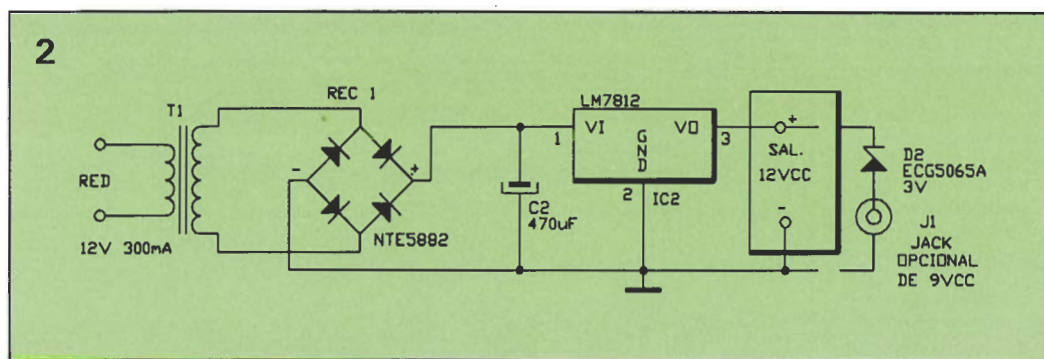 2
T1
REC 1
RED
12V 300mA
-
+
NTE5882
C2
470uF
LM7812
1
VI
GND
VO
3
2
IC2
+
SAL.
12VCC
-
D2
ECG5065A
3V
J1
JACK
OPCIONAL
DE 9VCC